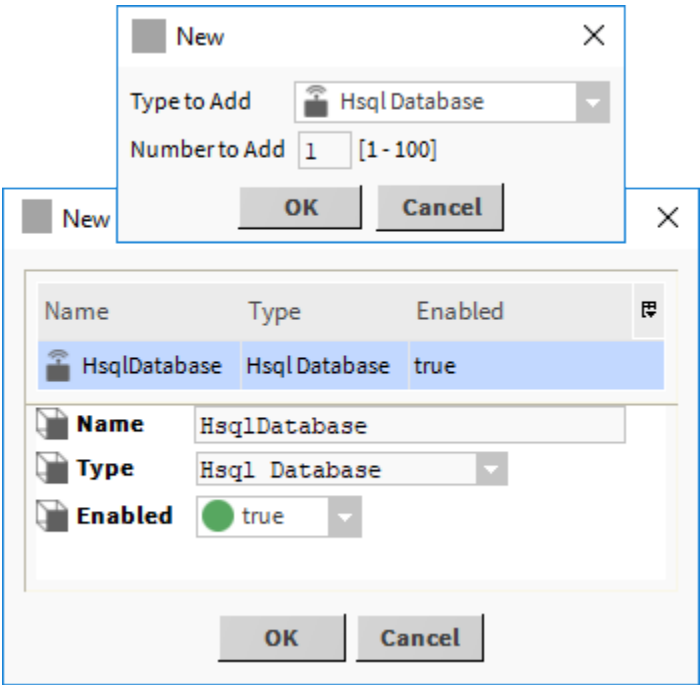 New
Type to Add Hsql Database
Number to Add 1 [1 - 100]
OK Cancel
New
Name Type Enabled
HsqlDatabase Hsql Database true
Name HsqlDatabase
Type Hsql Database
Enabled true
OK Cancel